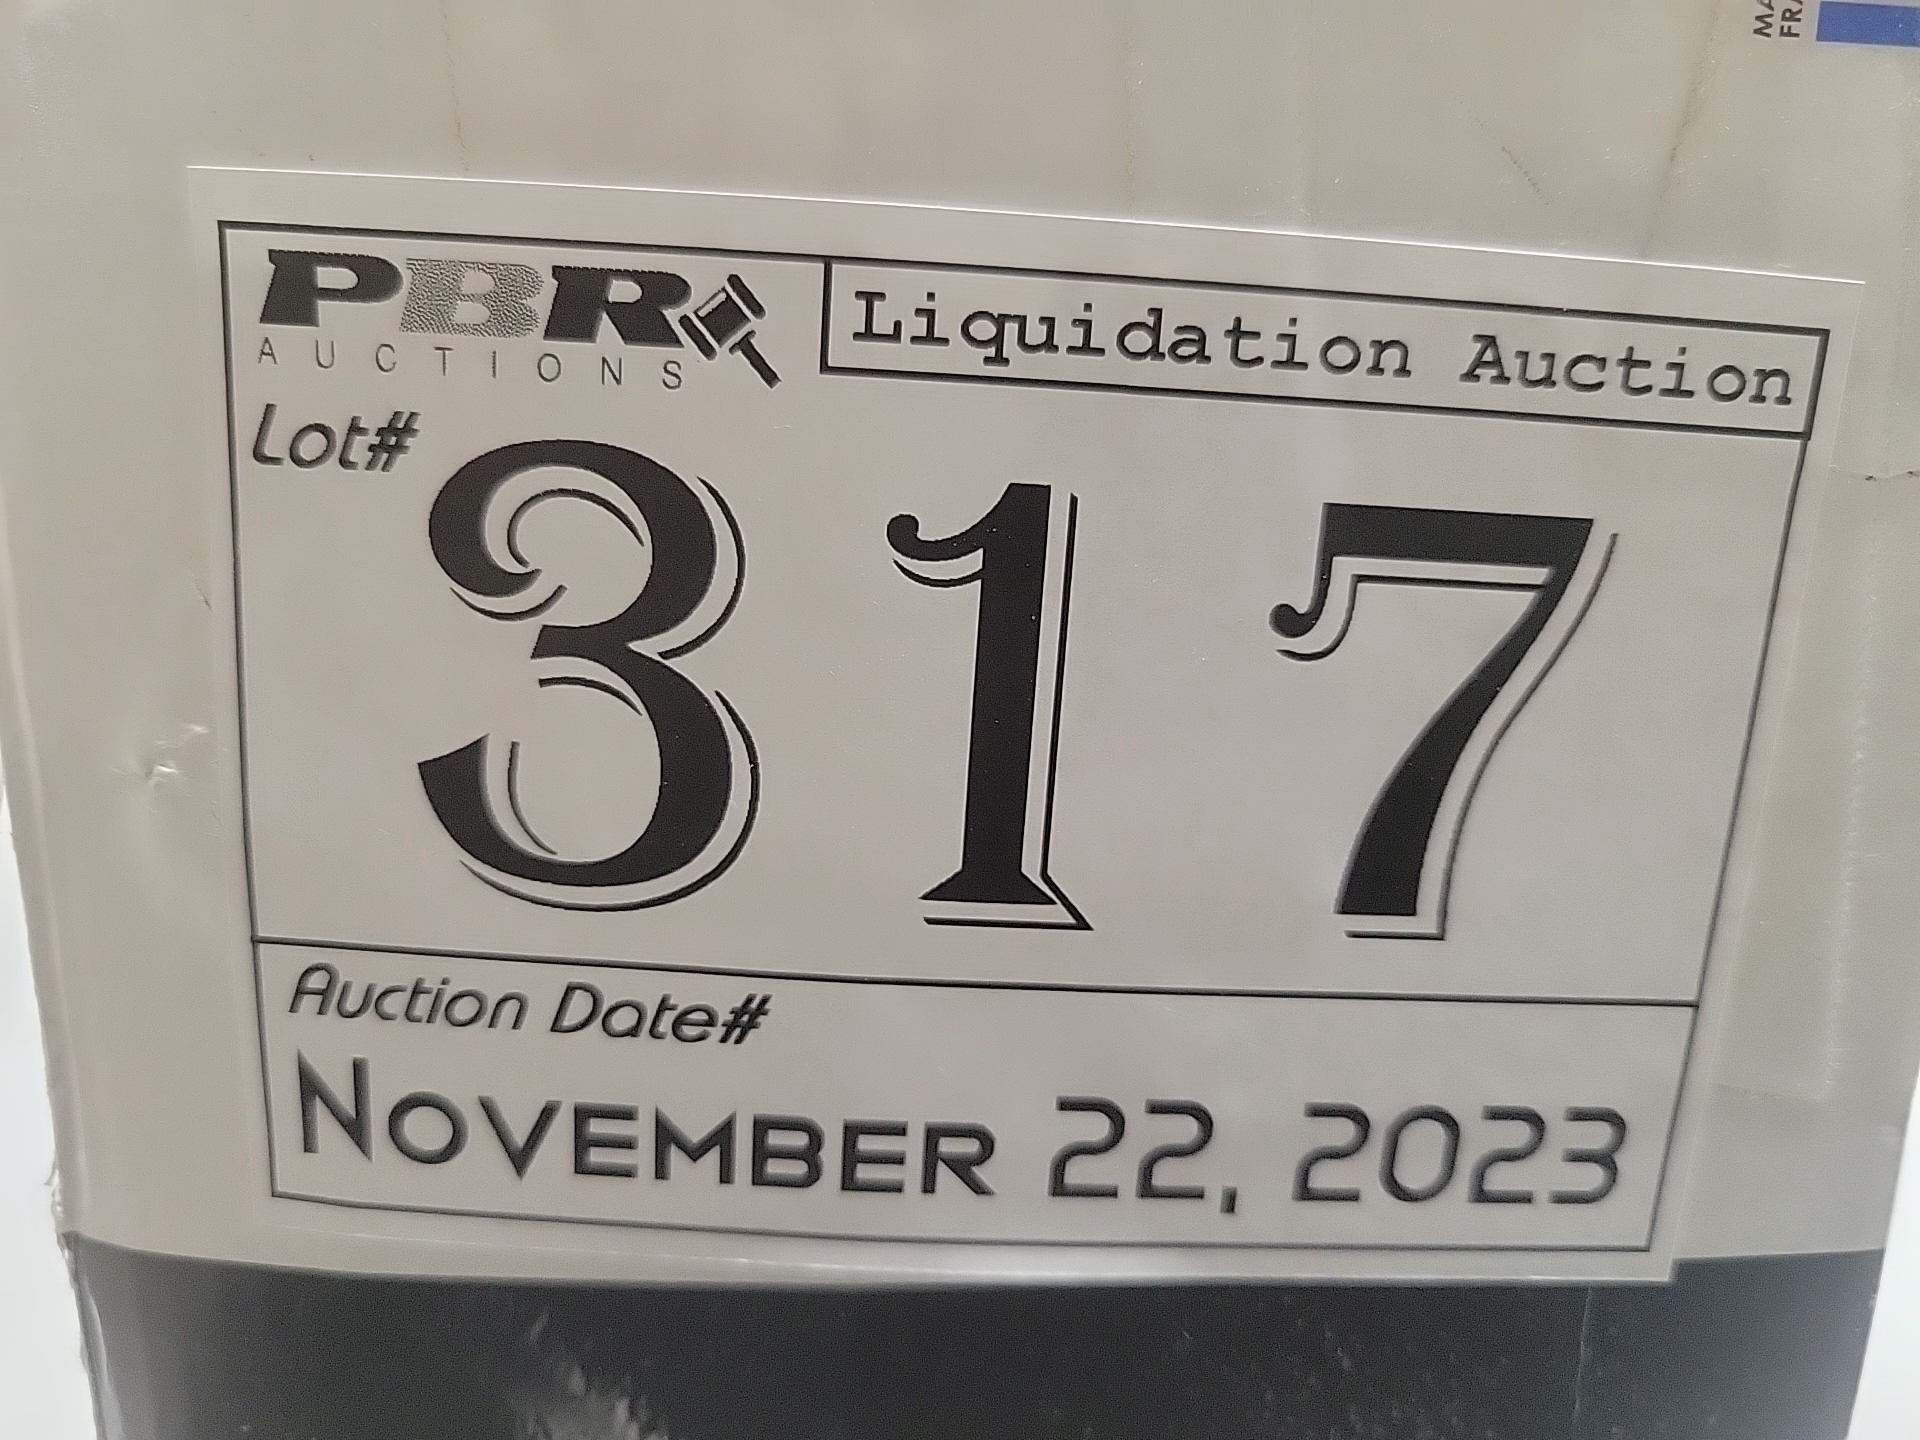 PBR
AUCTIONS
Liquidation Auction
Lot#
317
Auction Date#
NOVEMBER 22, 2023